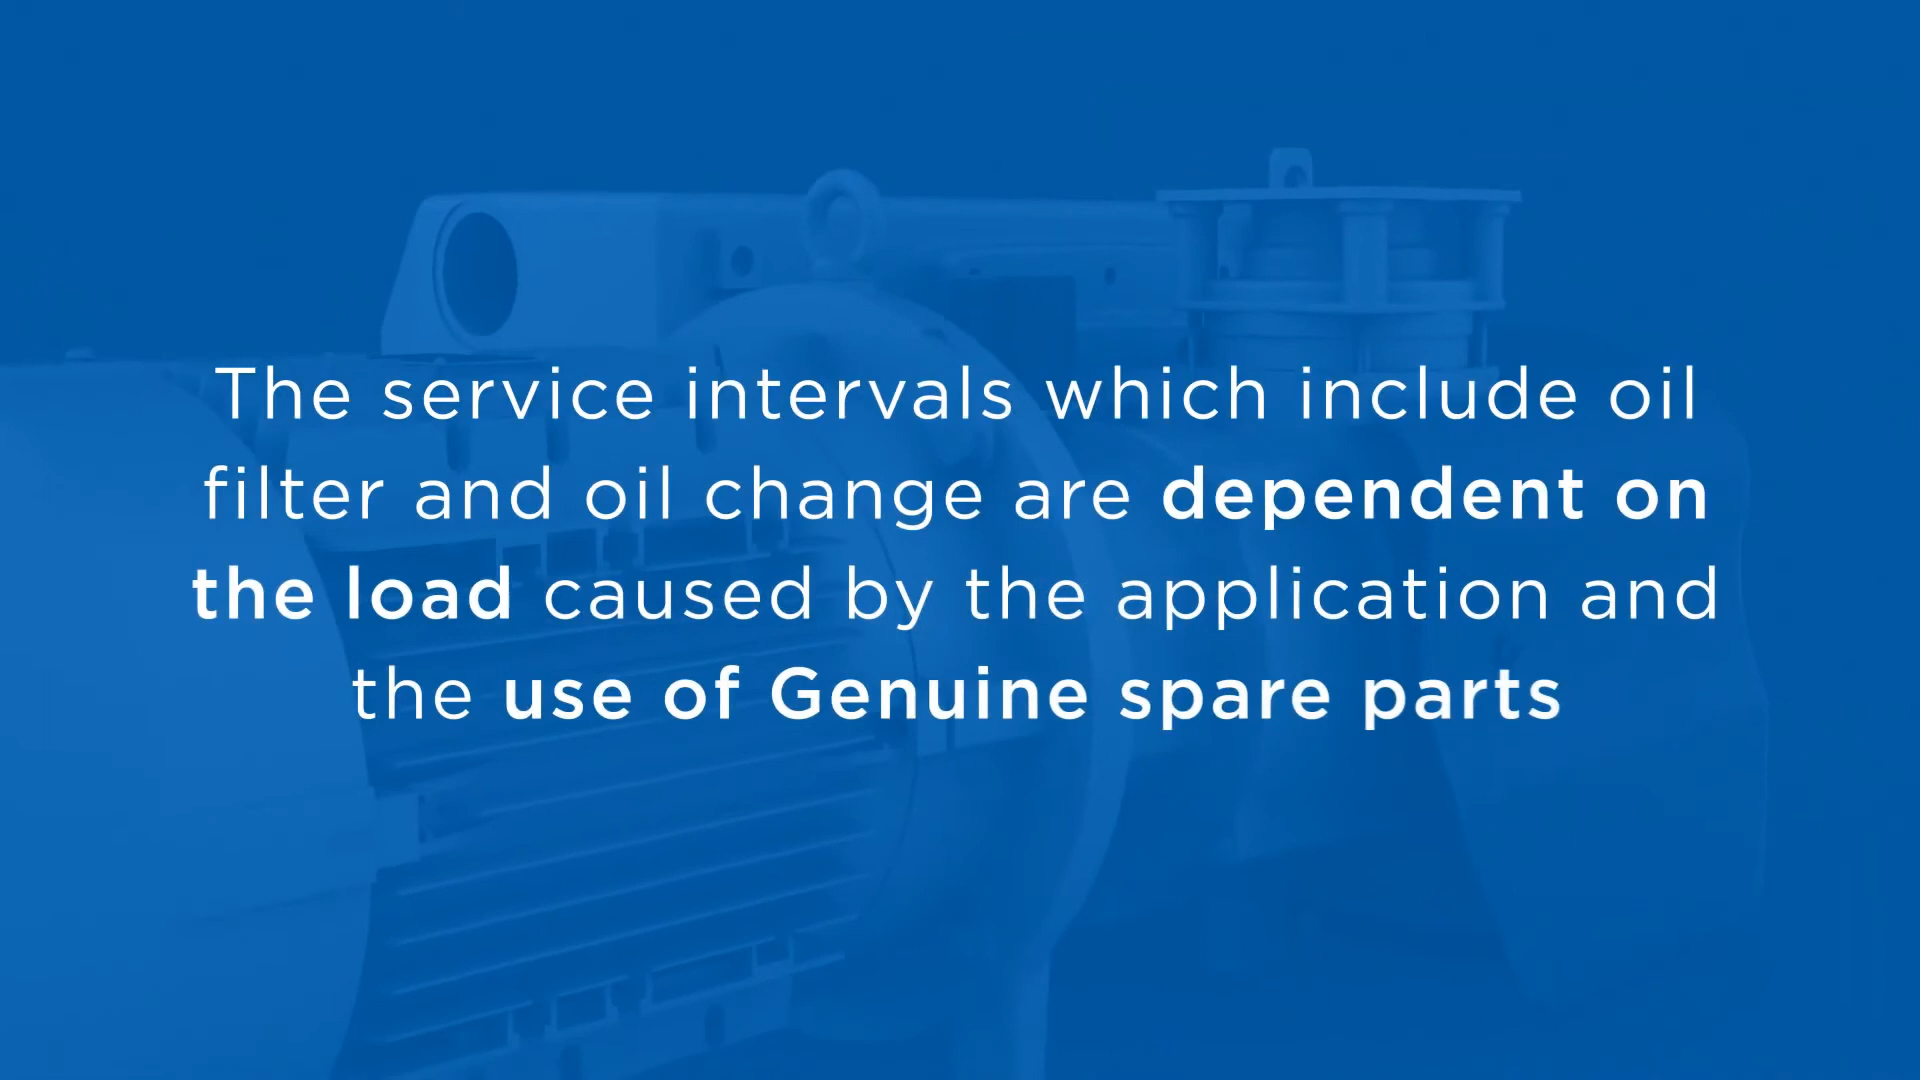 The service intervals which include oil
filter and oil change are dependent on
the load caused by the application and
the use of Genuine spare parts